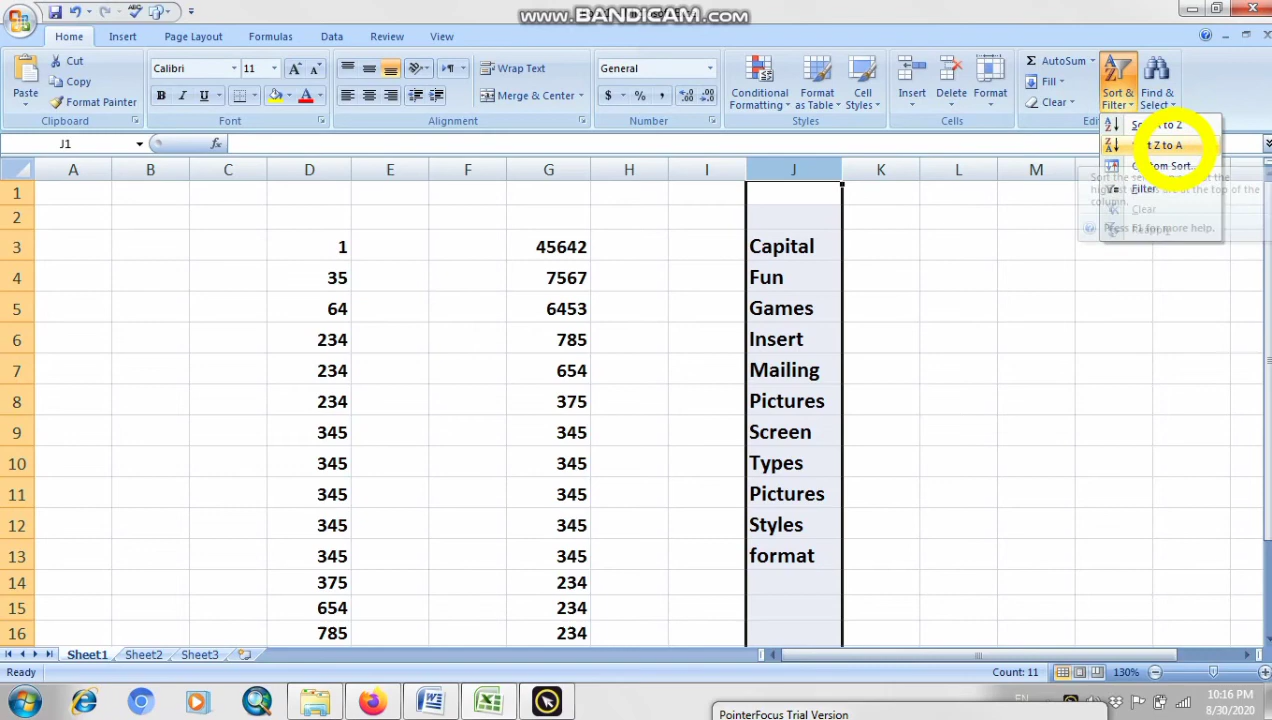 www.BANDICAM.com
Home Insert Page Layout Formulas Data Review View
Paste
Cut
Copy
Format Painter
Clipboard
Calibri 11
B I U
Font
Wrap Text
Merge & Center
Alignment
General
$ % ,
Number
Conditional Formatting
Format as Table
Cell Styles
Styles
Insert Delete Format
Cells
Σ AutoSum
Fill
Clear
Sort & Filter
Find & Select
Z to A
Sort..
Filter
Clear
Press F1 for more help.
J1 fx
A B C D E F G H I J K L M
1
2
3 1 45642 Capital
4 35 7567 Fun
5 64 6453 Games
6 234 785 Insert
7 234 654 Mailing
8 234 375 Pictures
9 345 345 Screen
10 345 345 Types
11 345 345 Pictures
12 345 345 Styles
13 345 345 format
14 375 234
15 654 234
16 785 234
Sheet1 Sheet2 Sheet3
Ready Count: 11 130%
EN
10:16 PM
8/30/2020
PointerFocus Trial Version